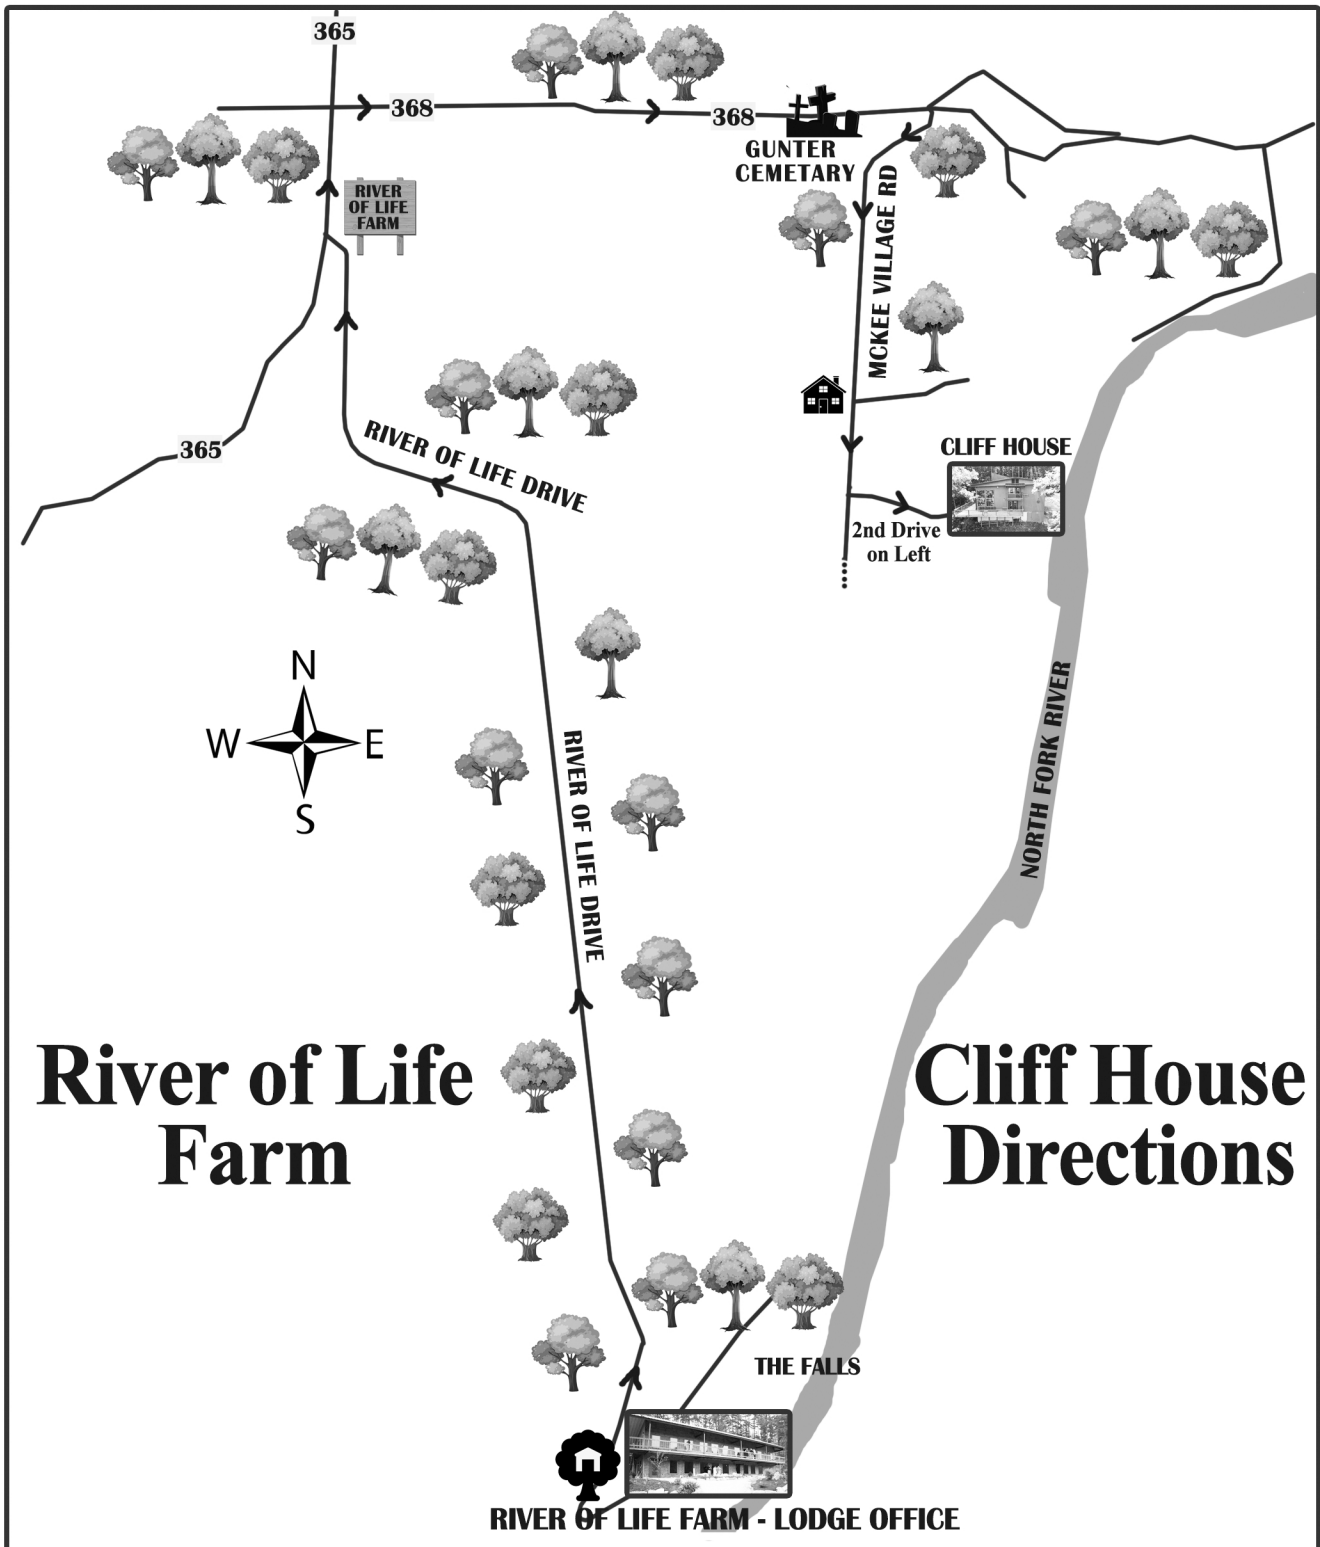 365
368
368
GUNTER
CEMETARY
RIVER
OF LIFE
FARM
MCKEE VILLAGE RD
365
RIVER OF LIFE DRIVE
CLIFF HOUSE
2nd Drive
on Left
N
W E
S
RIVER OF LIFE DRIVE
NORTH FORK RIVER
River of Life
Farm
Cliff House
Directions
THE FALLS
RIVER OF LIFE FARM - LODGE OFFICE